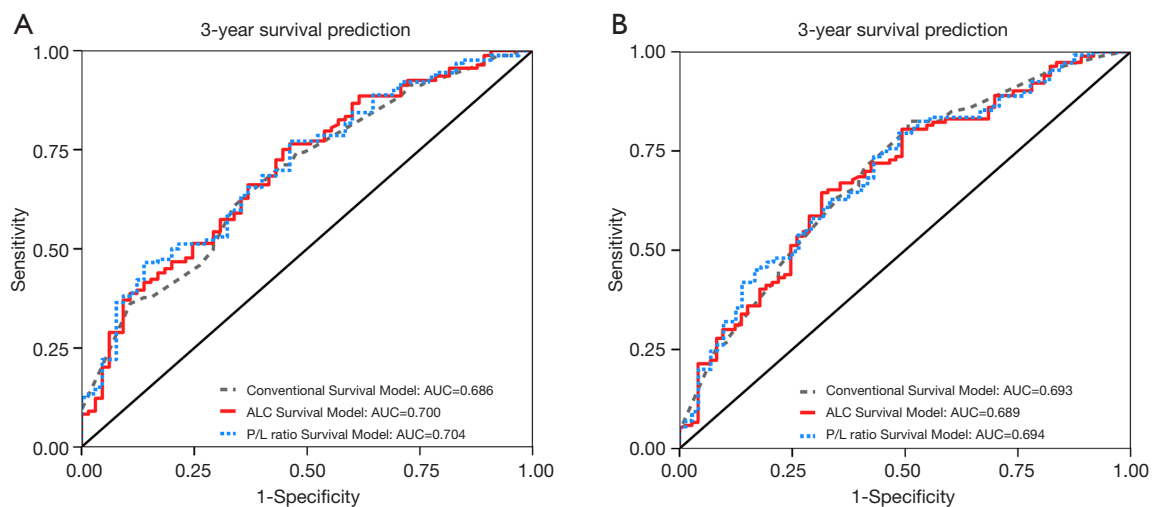 A
3-year survival prediction
1.00
0.75
0.50
0.25
0.00
Sensitivity
Conventional Survival Model: AUC=0.686
ALC Survival Model: AUC=0.700
P/L ratio Survival Model: AUC=0.704
0.00 0.25 0.50 0.75 1.00
1-Specificity
B
3-year survival prediction
1.00
0.75
0.50
0.25
0.00
Sensitivity
Conventional Survival Model: AUC=0.693
ALC Survival Model: AUC=0.689
P/L ratio Survival Model: AUC=0.694
0.00 0.25 0.50 0.75 1.00
1-Specificity